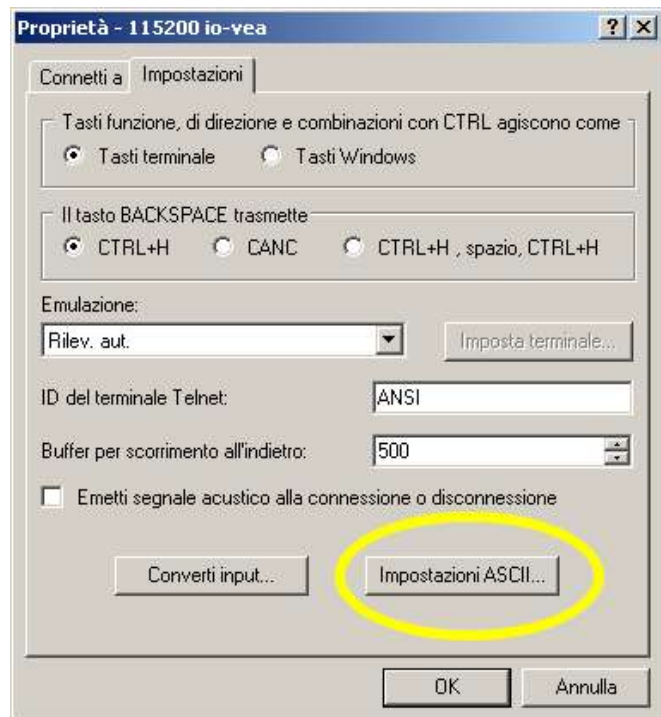 Proprietà - 115200 io-vea
Connetti a Impostazioni
Tasti funzione, di direzione e combinazioni con CTRL agiscono come
Tasti terminale Tasti Windows
Il tasto BACKSPACE trasmette
CTRL+H CANC CTRL+H , spazio, CTRL+H
Emulazione:
Rilev. aut. Imposta terminale...
ID del terminale Telnet: ANSI
Buffer per scorrimento all'indietro: 500
Emetti segnale acustico alla connessione o disconnessione
Converti input... Impostazioni ASCII...
OK Annulla